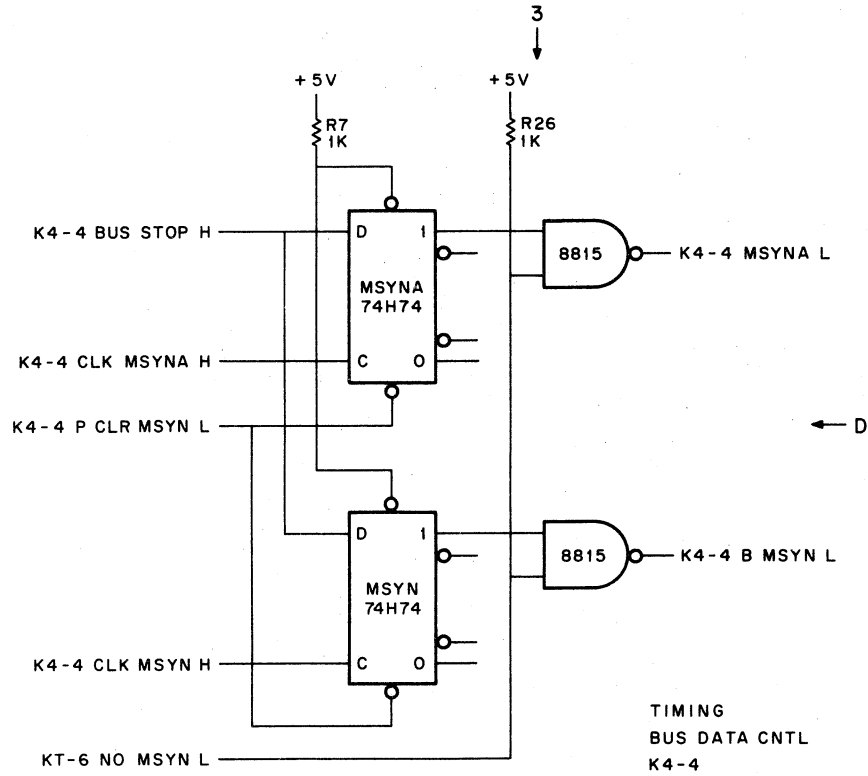 3
+5V
+5V
R7
1K
R26
1K
K4-4 BUS STOP H
D
1
8815
K4-4 MSYNA L
MSYNA
74H74
K4-4 CLK MSYNA H
C
0
K4-4 P CLR MSYN L
D
D
1
8815
K4-4 B MSYN L
MSYN
74H74
K4-4 CLK MSYN H
C
0
KT-6 NO MSYN L
TIMING
BUS DATA CNTL
K4-4